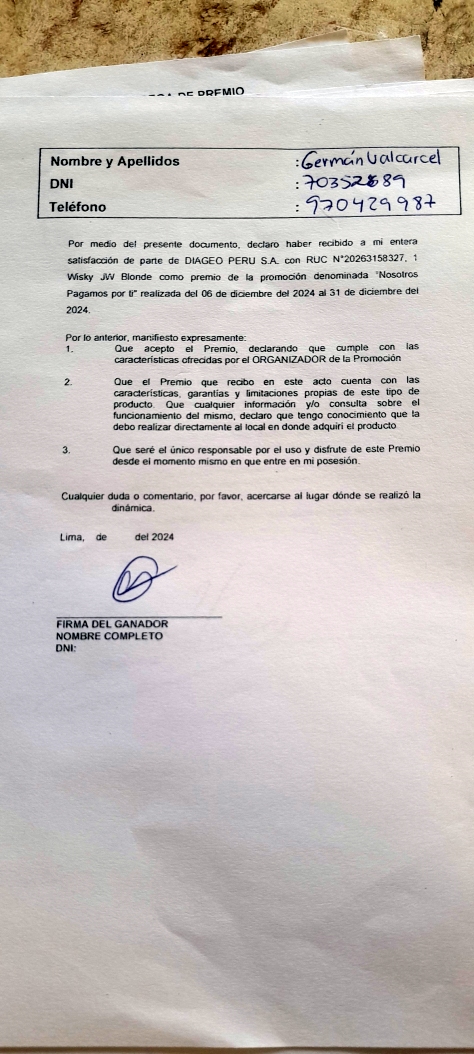 DE PREMIO
Nombre y Apellidos : Germán Valcarcel
DNI : 70352689
Teléfono : 970429987
Por medio del presente documento, declaro haber recibido a mi entera
satisfacción de parte de DIAGEO PERU S.A. con RUC N°20263158327, 1
Wisky JW Blonde como premio de la promoción denominada "Nosotros
Pagamos por ti" realizada del 06 de diciembre del 2024 al 31 de diciembre del
2024.
Por lo anterior, manifiesto expresamente:
1. Que acepto el Premio, declarando que cumple con las
características ofrecidas por el ORGANIZADOR de la Promoción
2. Que el Premio que recibo en este acto cuenta con las
características, garantías y limitaciones propias de este tipo de
producto. Que cualquier información y/o consulta sobre el
funcionamiento del mismo, declaro que tengo conocimiento que la
debo realizar directamente al local en donde adquirí el producto
3. Que seré el único responsable por el uso y disfrute de este Premio
desde el momento mismo en que entre en mi posesión.
Cualquier duda o comentario, por favor, acercarse al lugar dónde se realizó la
dinámica.
Lima, de del 2024
FIRMA DEL GANADOR
NOMBRE COMPLETO
DNI: